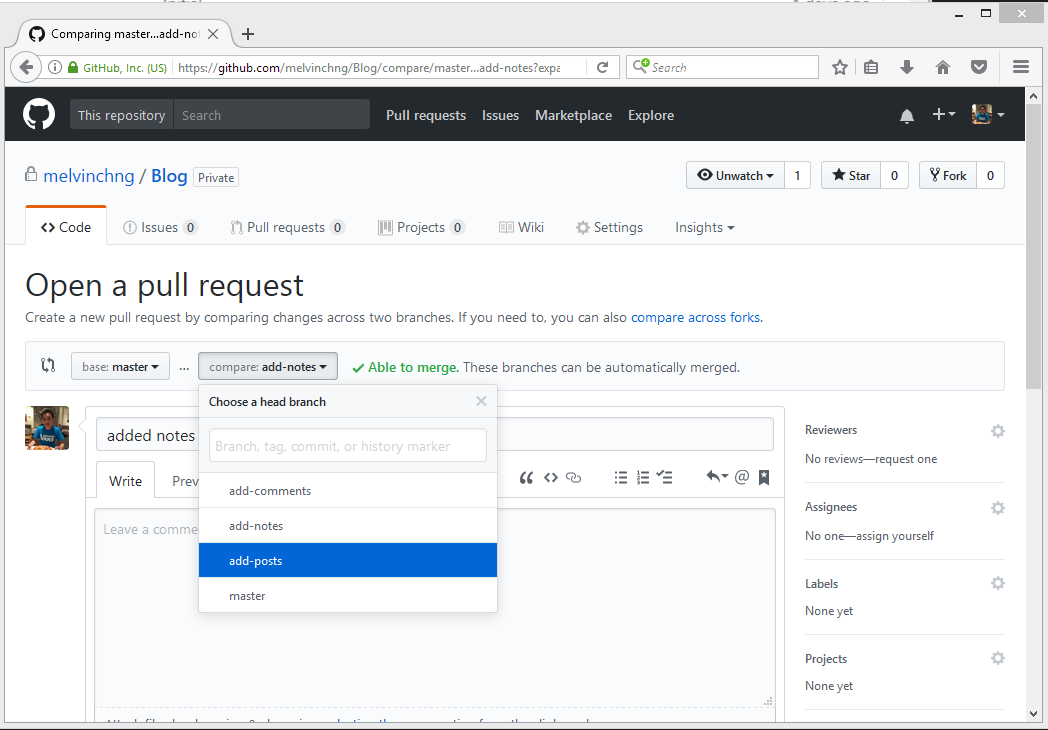 Comparing master...add-not
GitHub, Inc. (US) https://github.com/melvinchng/Blog/compare/master...add-notes?expa Search
This repository Search Pull requests Issues Marketplace Explore
melvinchng / Blog Private Unwatch 1 Star 0 Fork 0
Code Issues 0 Pull requests 0 Projects 0 Wiki Settings Insights
Open a pull request
Create a new pull request by comparing changes across two branches. If you need to, you can also compare across forks.
base: master ... compare: add-notes Able to merge. These branches can be automatically merged.
Choose a head branch
Branch, tag, commit, or history marker
add-comments
add-notes
add-posts
master
added notes
Write Prev
Leave a comme
Reviewers
No reviews—request one
Assignees
No one—assign yourself
Labels
None yet
Projects
None yet